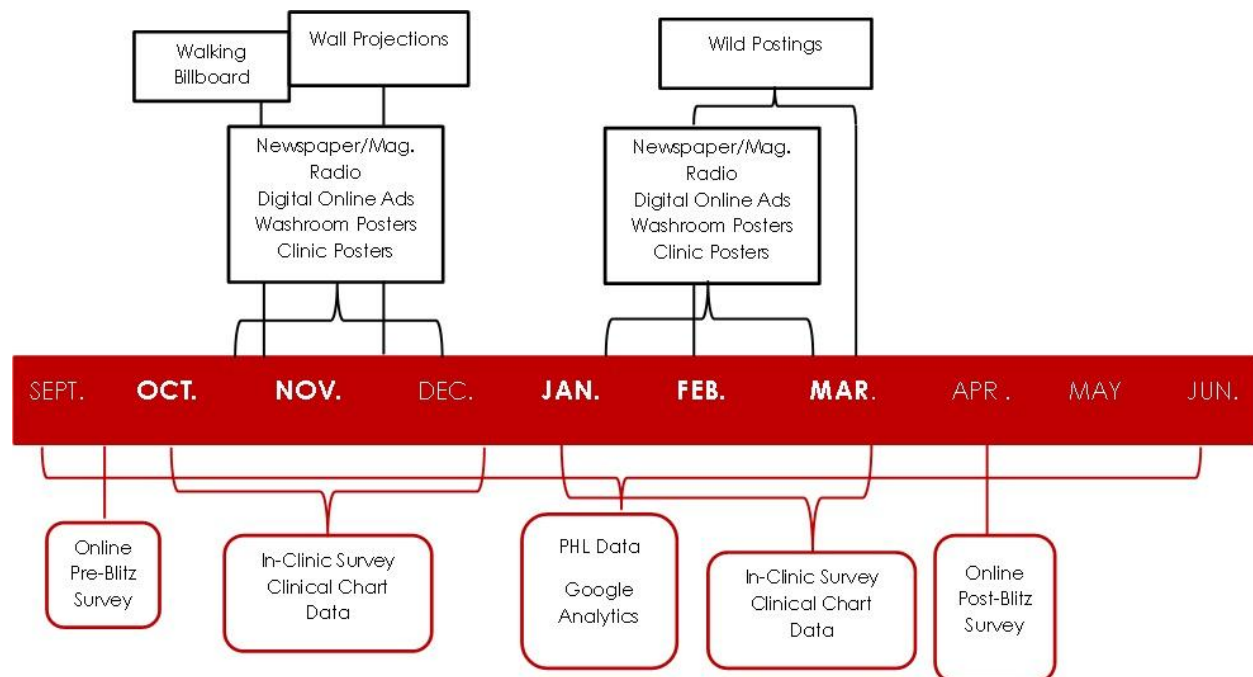 Walking
Billboard
Wall Projections
Wild Postings
Newspaper/Mag.
Radio
Digital Online Ads
Washroom Posters
Clinic Posters
Newspaper/Mag.
Radio
Digital Online Ads
Washroom Posters
Clinic Posters
SEPT. OCT. NOV. DEC. JAN. FEB. MAR. APR . MAY JUN.
Online
Pre-Blitz
Survey
In-Clinic Survey
Clinical Chart
Data
PHL Data
Google
Analytics
In-Clinic Survey
Clinical Chart
Data
Online
Post-Blitz
Survey